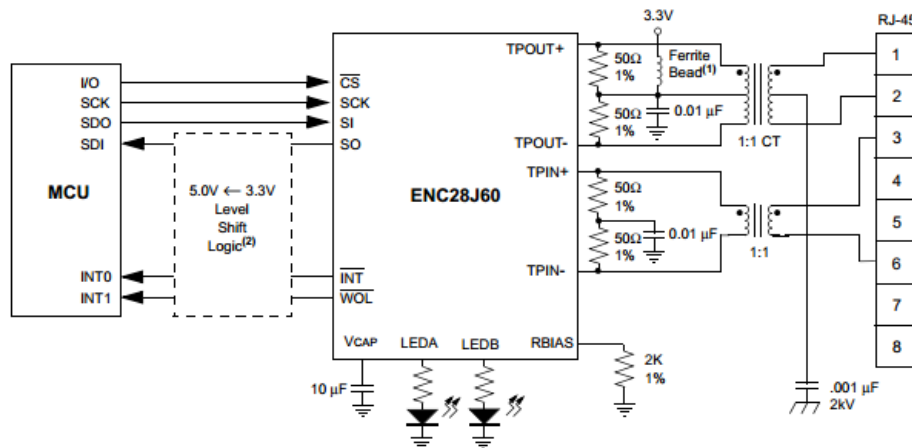 3.3V
RJ-45
TPOUT+
50Ω
1%
Ferrite
Bead(1)
1
I/O
CS
SCK
SCK
2
SDO
SI
50Ω
1%
0.01 µF
SDI
SO
TPOUT-
1:1 CT
3
MCU
5.0V ← 3.3V
Level
Shift
Logic(2)
ENC28J60
TPIN+
50Ω
1%
4
50Ω
1%
0.01 µF
5
INT0
INT
TPIN-
1:1
6
INT1
WOL
7
VCAP
LEDA
LEDB
RBIAS
8
10 µF
2K
1%
.001 µF
2kV